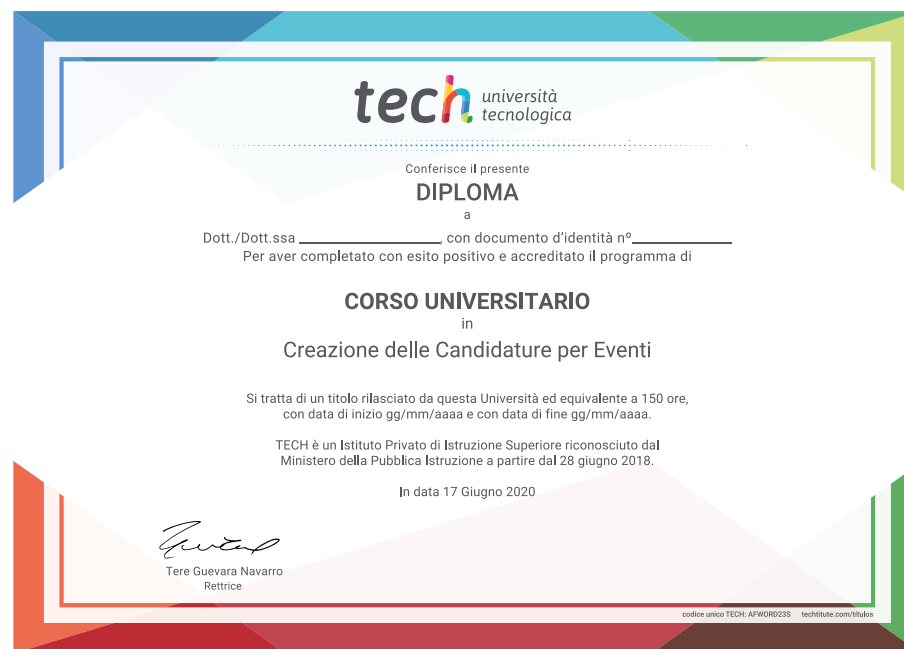 tech università
tecnologica
Conferisce il presente
DIPLOMA
a
Dott./Dott.ssa ____________________, con documento d'identità nº______________
Per aver completato con esito positivo e accreditato il programma di
CORSO UNIVERSITARIO
in
Creazione delle Candidature per Eventi
Si tratta di un titolo rilasciato da questa Università ed equivalente a 150 ore,
con data di inizio gg/mm/aaaa e con data di fine gg/mm/aaaa.
TECH è un Istituto Privato di Istruzione Superiore riconosciuto dal
Ministero della Pubblica Istruzione a partire dal 28 giugno 2018.
In data 17 Giugno 2020
Tere Guevara Navarro
Rettrice
codice unico TECH: AFWORD23S techtitute.com/títulos